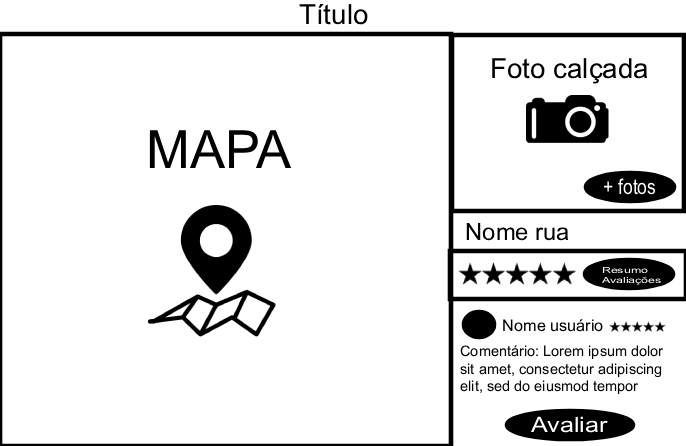 Título
MAPA
Foto calçada
+ fotos
Nome rua
Resumo
Avaliações
Nome usuário
Comentário: Lorem ipsum dolor
sit amet, consectetur adipiscing
elit, sed do eiusmod tempor
Avaliar